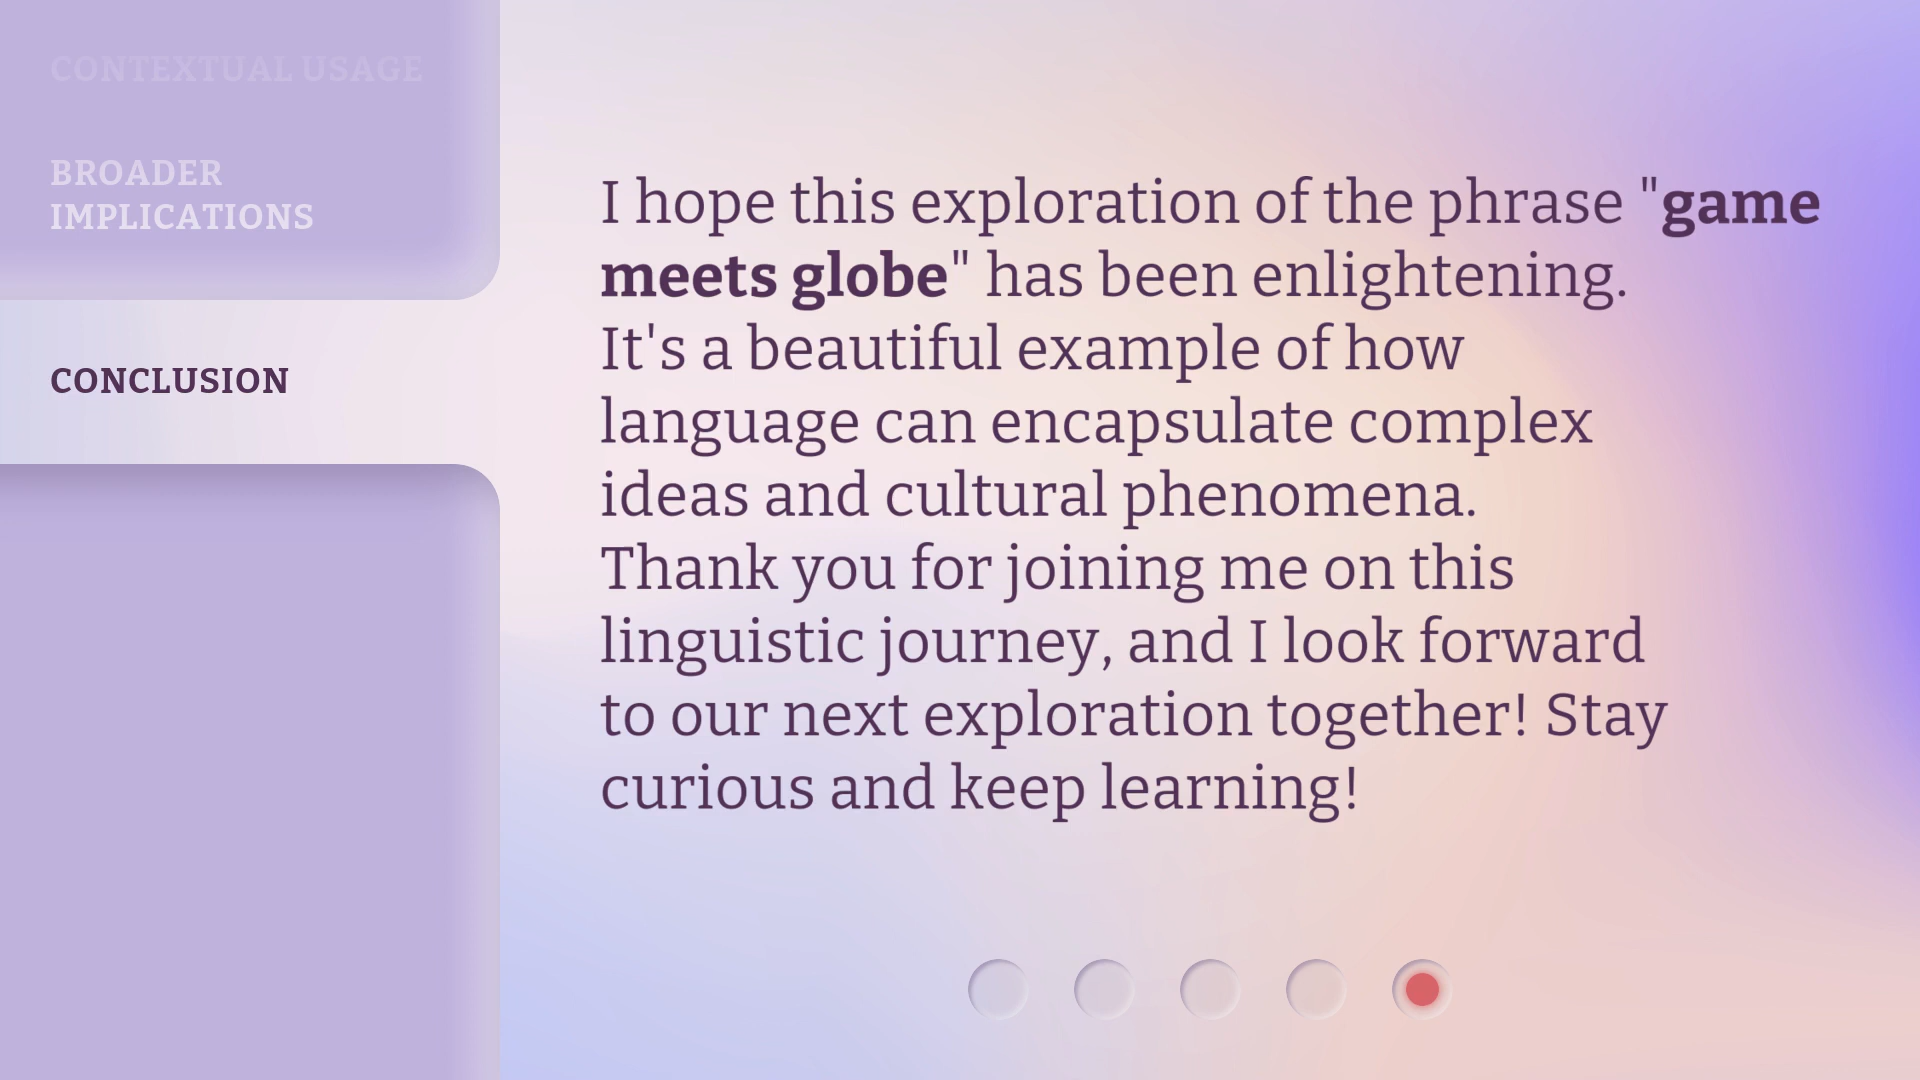 CONTEXTUAL USAGE
BROADER
IMPLICATIONS
CONCLUSION
I hope this exploration of the phrase "game
meets globe" has been enlightening.
It's a beautiful example of how
language can encapsulate complex
ideas and cultural phenomena.
Thank you for joining me on this
linguistic journey, and I look forward
to our next exploration together! Stay
curious and keep learning!